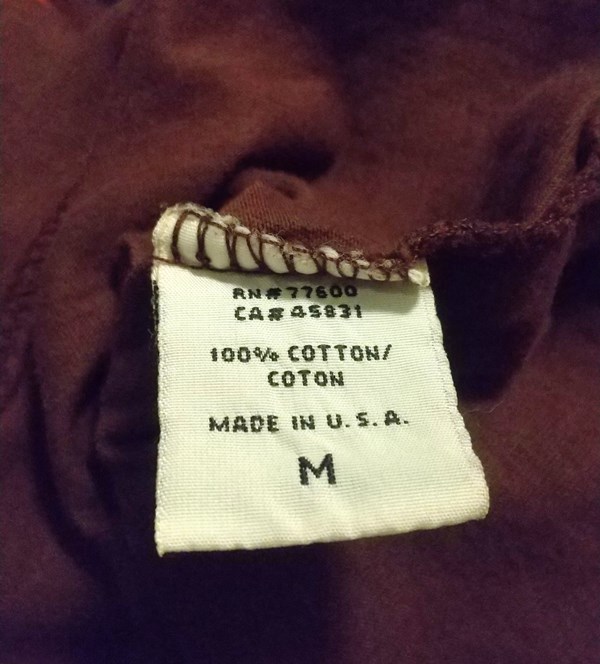 RN# 77600
CA# 45831
100% COTTON/
COTON
MADE IN U.S.A.
M